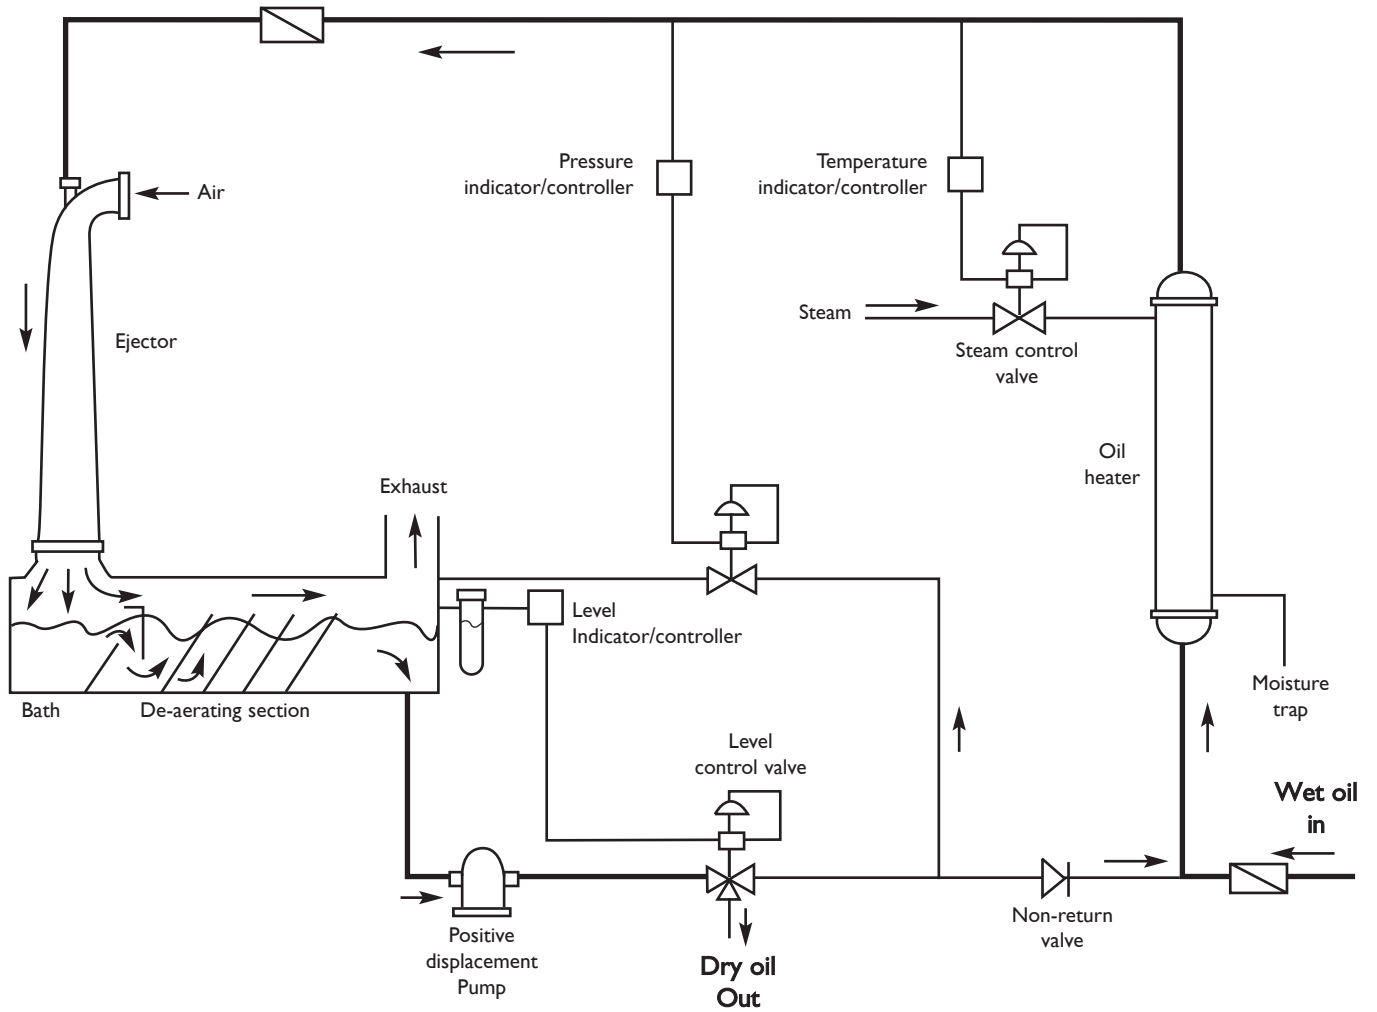 Pressure
indicator/controller
Temperature
indicator/controller
Air
Steam
Ejector
Steam control
valve
Oil
heater
Exhaust
Level
Indicator/controller
Moisture
trap
Bath
De-aerating section
Level
control valve
Wet oil
in
Non-return
valve
Positive
displacement
Pump
Dry oil
Out